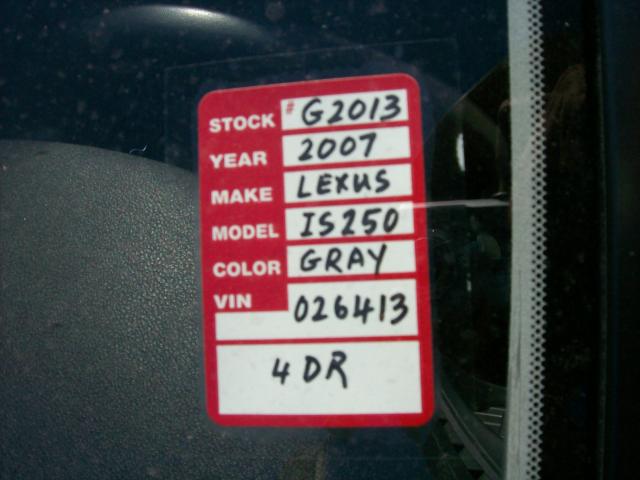 STOCK # G2013
YEAR 2007
MAKE LEXUS
MODEL IS250
COLOR GRAY
VIN 026413
4DR